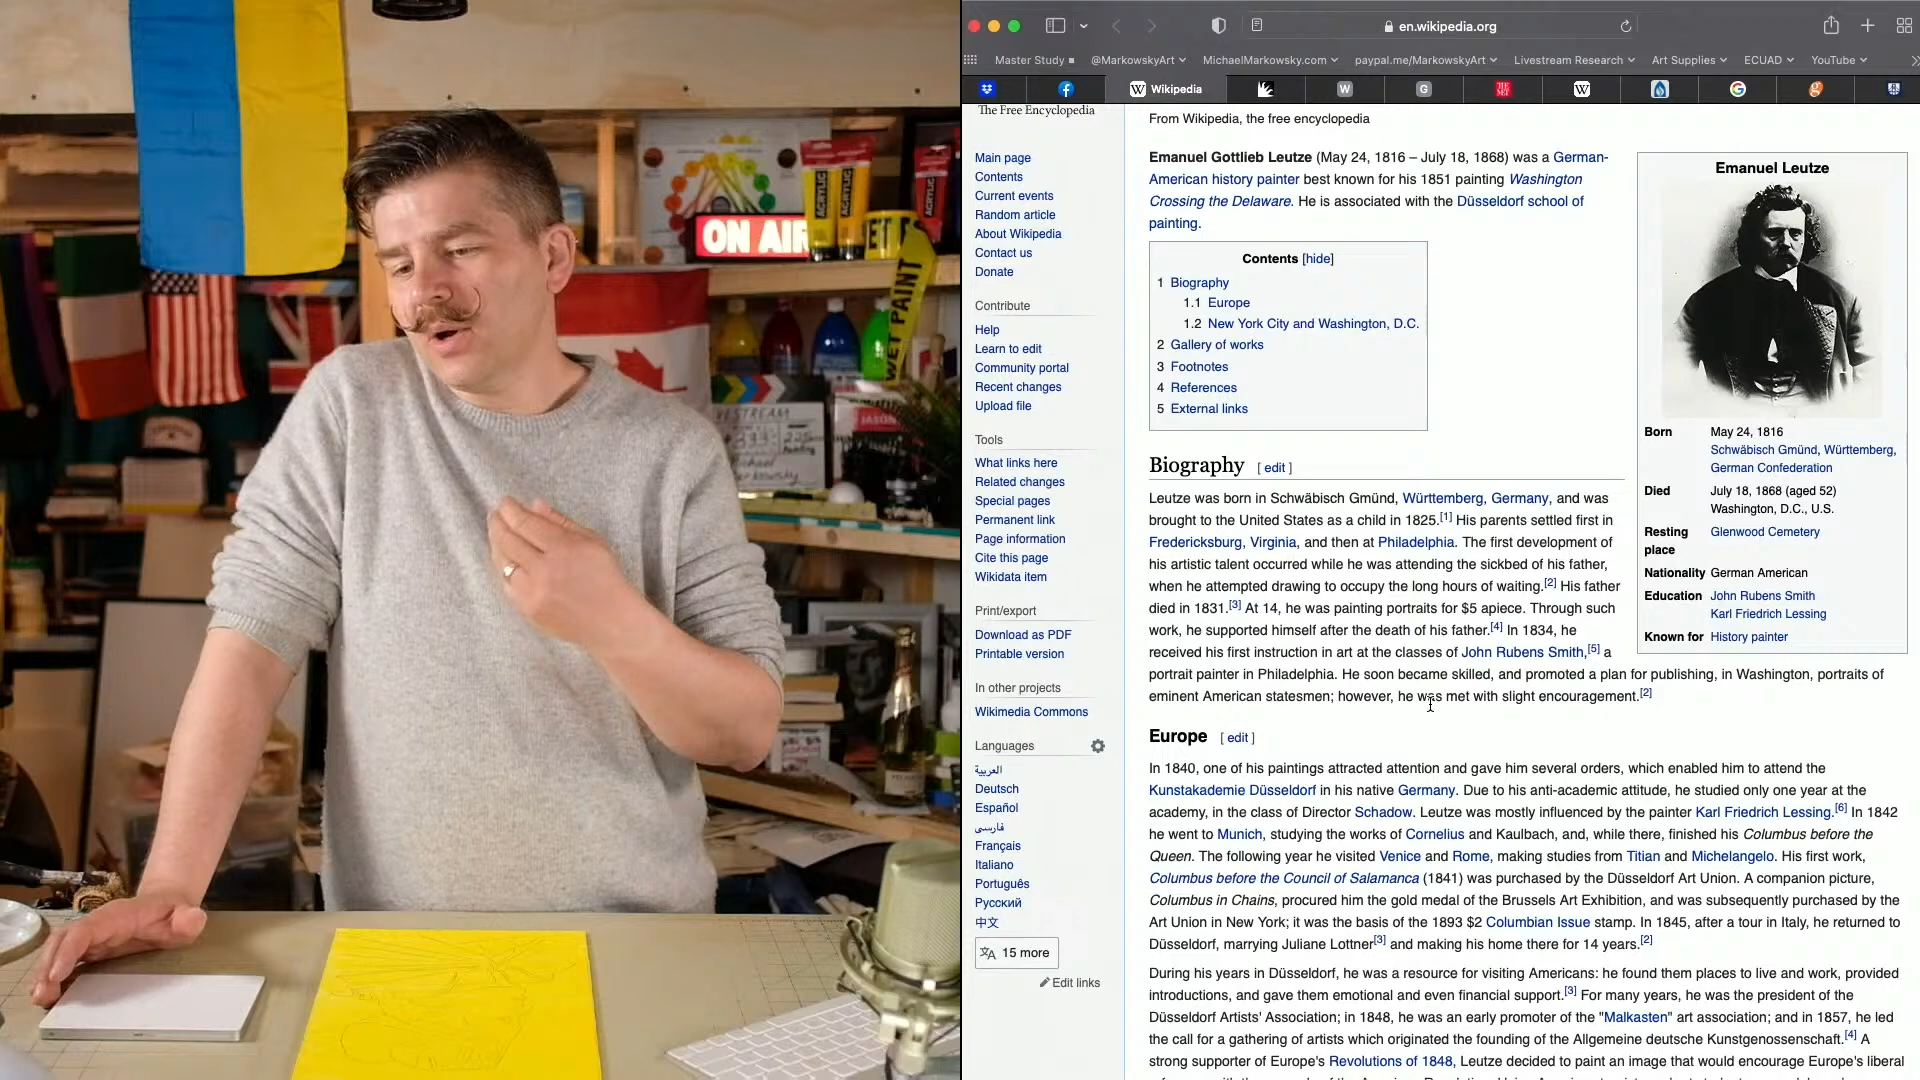 ON AIR
ACRYLIC
ACRYLIC
WET PAINT
JASON
en.wikipedia.org
Master Study
@MarkowskyArt
MichaelMarkowsky.com
paypal.me/MarkowskyArt
Livestream Research
Art Supplies
ECUAD
YouTube
Wikipedia
The Free Encyclopedia
Main page
Contents
Current events
Random article
About Wikipedia
Contact us
Donate
Contribute
Help
Learn to edit
Community portal
Recent changes
Upload file
Tools
What links here
Related changes
Special pages
Permanent link
Page information
Cite this page
Wikidata item
Print/export
Download as PDF
Printable version
In other projects
Wikimedia Commons
Languages
العربية
Deutsch
Español
فارسی
Français
Italiano
Português
Русский
中文
15 more
Edit links
From Wikipedia, the free encyclopedia
Emanuel Gottlieb Leutze (May 24, 1816 – July 18, 1868) was a German-
American history painter best known for his 1851 painting Washington
Crossing the Delaware. He is associated with the Düsseldorf school of
painting.
Contents [hide]
1 Biography
1.1 Europe
1.2 New York City and Washington, D.C.
2 Gallery of works
3 Footnotes
4 References
5 External links
Emanuel Leutze
Born May 24, 1816
Schwäbisch Gmünd, Württemberg,
German Confederation
Died July 18, 1868 (aged 52)
Washington, D.C., U.S.
Resting place Glenwood Cemetery
Nationality German American
Education John Rubens Smith
Karl Friedrich Lessing
Known for History painter
Biography [ edit ]
Leutze was born in Schwäbisch Gmünd, Württemberg, Germany, and was
brought to the United States as a child in 1825.[1] His parents settled first in
Fredericksburg, Virginia, and then at Philadelphia. The first development of
his artistic talent occurred while he was attending the sickbed of his father,
when he attempted drawing to occupy the long hours of waiting.[2] His father
died in 1831.[3] At 14, he was painting portraits for $5 apiece. Through such
work, he supported himself after the death of his father.[4] In 1834, he
received his first instruction in art at the classes of John Rubens Smith,[5] a
portrait painter in Philadelphia. He soon became skilled, and promoted a plan for publishing, in Washington, portraits of
eminent American statesmen; however, he was met with slight encouragement.[2]
Europe [ edit ]
In 1840, one of his paintings attracted attention and gave him several orders, which enabled him to attend the
Kunstakademie Düsseldorf in his native Germany. Due to his anti-academic attitude, he studied only one year at the
academy, in the class of Director Schadow. Leutze was mostly influenced by the painter Karl Friedrich Lessing.[6] In 1842
he went to Munich, studying the works of Cornelius and Kaulbach, and, while there, finished his Columbus before the
Queen. The following year he visited Venice and Rome, making studies from Titian and Michelangelo. His first work,
Columbus before the Council of Salamanca (1841) was purchased by the Düsseldorf Art Union. A companion picture,
Columbus in Chains, procured him the gold medal of the Brussels Art Exhibition, and was subsequently purchased by the
Art Union in New York; it was the basis of the 1893 $2 Columbian Issue stamp. In 1845, after a tour in Italy, he returned to
Düsseldorf, marrying Juliane Lottner[3] and making his home there for 14 years.[2]
During his years in Düsseldorf, he was a resource for visiting Americans: he found them places to live and work, provided
introductions, and gave them emotional and even financial support.[3] For many years, he was the president of the
Düsseldorf Artists' Association; in 1848, he was an early promoter of the "Malkasten" art association; and in 1857, he led
the call for a gathering of artists which originated the founding of the Allgemeine deutsche Kunstgenossenschaft.[4] A
strong supporter of Europe's Revolutions of 1848, Leutze decided to paint an image that would encourage Europe's liberal